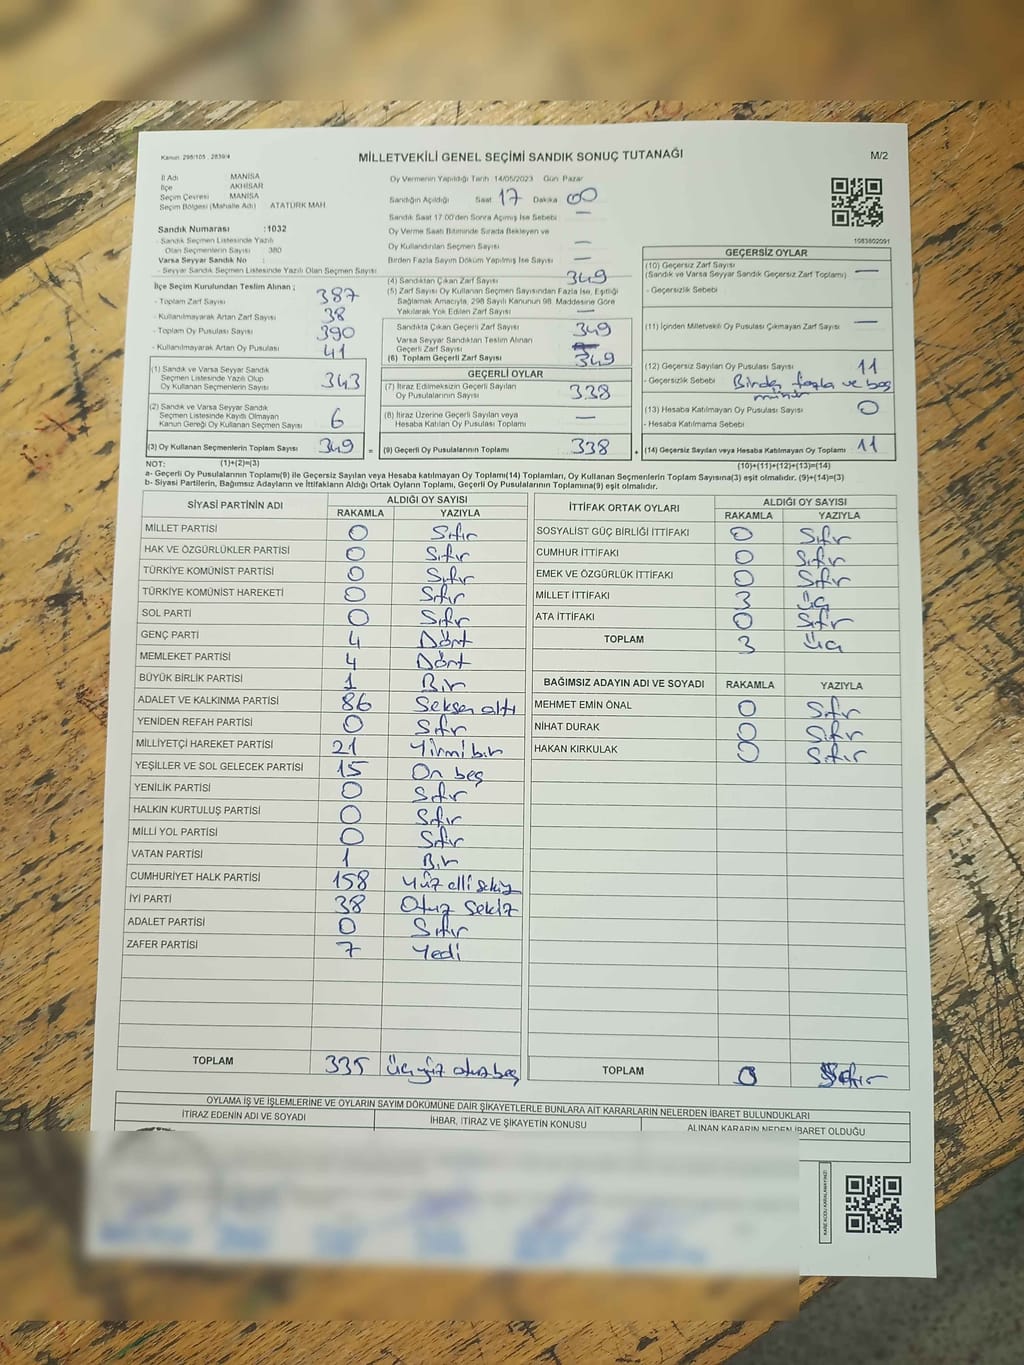 Kanun: 298/105 , 2839/4
MİLLETVEKİLİ GENEL SEÇİMİ SANDIK SONUÇ TUTANAĞI
M/2
İl Adı MANİSA
İlçe AKHİSAR
Seçim Çevresi MANİSA
Seçim Bölgesi (Mahalle Adı) ATATÜRK MAH
Sandık Numarası :1032
- Sandık Seçmen Listesinde Yazılı
Olan Seçmenlerin Sayısı : 380
Varsa Seyyar Sandık No :
- Seyyar Sandık Seçmen Listesinde Yazılı Olan Seçmen Sayısı
İlçe Seçim Kurulundan Teslim Alınan ;
- Toplam Zarf Sayısı 387
- Kullanılmayarak Artan Zarf Sayısı 38
- Toplam Oy Pusulası Sayısı 390
- Kullanılmayarak Artan Oy Pusulası 41
(1) Sandık ve Varsa Seyyar Sandık
Seçmen Listesinde Yazılı Olup
Oy Kullanan Seçmenlerin Sayısı 343
(2) Sandık ve Varsa Seyyar Sandık
Seçmen Listesinde Kayıtlı Olmayan
Kanun Gereği Oy Kullanan Seçmen Sayısı 6
(3) Oy Kullanan Seçmenlerin Toplam Sayısı 349 =
(1)+(2)=(3)
Oy Vermenin Yapıldığı Tarih :14/05/2023 Gün Pazar
Sandığın Açıldığı Saat 17 Dakika 00
Sandık Saat 17:00'den Sonra Açılmış İse Sebebi : —
Oy Verme Saati Bitiminde Sırada Bekleyen ve
Oy Kullandırılan Seçmen Sayısı —
Birden Fazla Sayım Döküm Yapılmış İse Sayısı —
(4) Sandıktan Çıkan Zarf Sayısı 349
(5) Zarf Sayısı Oy Kullanan Seçmen Sayısından Fazla İse, Eşitliği
Sağlamak Amacıyla, 298 Sayılı Kanunun 98. Maddesine Göre
Yakılarak Yok Edilen Zarf Sayısı —
Sandıkta Çıkan Geçerli Zarf Sayısı 349
Varsa Seyyar Sandıktan Teslim Alınan
Geçerli Zarf Sayısı
(6) Toplam Geçerli Zarf Sayısı 349
GEÇERLİ OYLAR
(7) İtiraz Edilmeksizin Geçerli Sayılan
Oy Pusulalarının Sayısı 338
(8) İtiraz Üzerine Geçerli Sayılan veya
Hesaba Katılan Oy Pusulası Toplamı —
(9) Geçerli Oy Pusulalarının Toplamı 338 +
1083802091
GEÇERSİZ OYLAR
(10) Geçersiz Zarf Sayısı
(Sandık ve Varsa Seyyar Sandık Geçersiz Zarf Toplamı) —
- Geçersizlik Sebebi :
(11) İçinden Milletvekili Oy Pusulası Çıkmayan Zarf Sayısı —
(12) Geçersiz Sayılan Oy Pusulası Sayısı 11
- Geçersizlik Sebebi : Birden fazla ve boş
mühür
(13) Hesaba Katılmayan Oy Pusulası Sayısı 0
- Hesaba Katılmama Sebebi :
(14) Geçersiz Sayılan veya Hesaba Katılmayan Oy Toplamı 11
(10)+(11)+(12)+(13)=(14)
NOT:
a- Geçerli Oy Pusulalarının Toplamı(9) ile Geçersiz Sayılan veya Hesaba katılmayan Oy Toplamı(14) Toplamları, Oy Kullanan Seçmenlerin Toplam Sayısına(3) eşit olmalıdır. (9)+(14)=(3)
b- Siyasi Partilerin, Bağımsız Adayların ve İttifakların Aldığı Ortak Oyların Toplamı, Geçerli Oy Pusulalarının Toplamına(9) eşit olmalıdır.
SİYASİ PARTİNİN ADI ALDIĞI OY SAYISI
RAKAMLA YAZIYLA
MİLLET PARTİSİ 0 Sıfır
HAK VE ÖZGÜRLÜKLER PARTİSİ 0 Sıfır
TÜRKİYE KOMÜNİST PARTİSİ 0 Sıfır
TÜRKİYE KOMÜNİST HAREKETİ 0 Sıfır
SOL PARTİ 0 Sıfır
GENÇ PARTİ 4 Dört
MEMLEKET PARTİSİ 4 Dört
BÜYÜK BİRLİK PARTİSİ 1 Bir
ADALET VE KALKINMA PARTİSİ 86 Seksen altı
YENİDEN REFAH PARTİSİ 0 Sıfır
MİLLİYETÇİ HAREKET PARTİSİ 21 Yirmi bir
YEŞİLLER VE SOL GELECEK PARTİSİ 15 On beş
YENİLİK PARTİSİ 0 Sıfır
HALKIN KURTULUŞ PARTİSİ 0 Sıfır
MİLLİ YOL PARTİSİ 0 Sıfır
VATAN PARTİSİ 1 Bir
CUMHURİYET HALK PARTİSİ 158 Yüz elli sekiz
İYİ PARTİ 38 Otuz sekiz
ADALET PARTİSİ 0 Sıfır
ZAFER PARTİSİ 7 Yedi
TOPLAM 335 Üçyüz otuz beş
İTTİFAK ORTAK OYLARI ALDIĞI OY SAYISI
RAKAMLA YAZIYLA
SOSYALİST GÜÇ BİRLİĞİ İTTİFAKI 0 Sıfır
CUMHUR İTTİFAKI 0 Sıfır
EMEK VE ÖZGÜRLÜK İTTİFAKI 0 Sıfır
MİLLET İTTİFAKI 3 Üç
ATA İTTİFAKI 0 Sıfır
TOPLAM 3 Üç
BAĞIMSIZ ADAYIN ADI VE SOYADI RAKAMLA YAZIYLA
MEHMET EMİN ÖNAL 0 Sıfır
NİHAT DURAK 0 Sıfır
HAKAN KIRKULAK 0 Sıfır
TOPLAM 0 Sıfır
OYLAMA İŞ VE İŞLEMLERİNE VE OYLARIN SAYIM DÖKÜMÜNE DAİR ŞİKAYETLERLE BUNLARA AİT KARARLARIN NELERDEN İBARET BULUNDUKLARI
İTİRAZ EDENİN ADI VE SOYADI İHBAR, İTİRAZ VE ŞİKAYETİN KONUSU ALINAN KARARIN NEDEN İBARET OLDUĞU